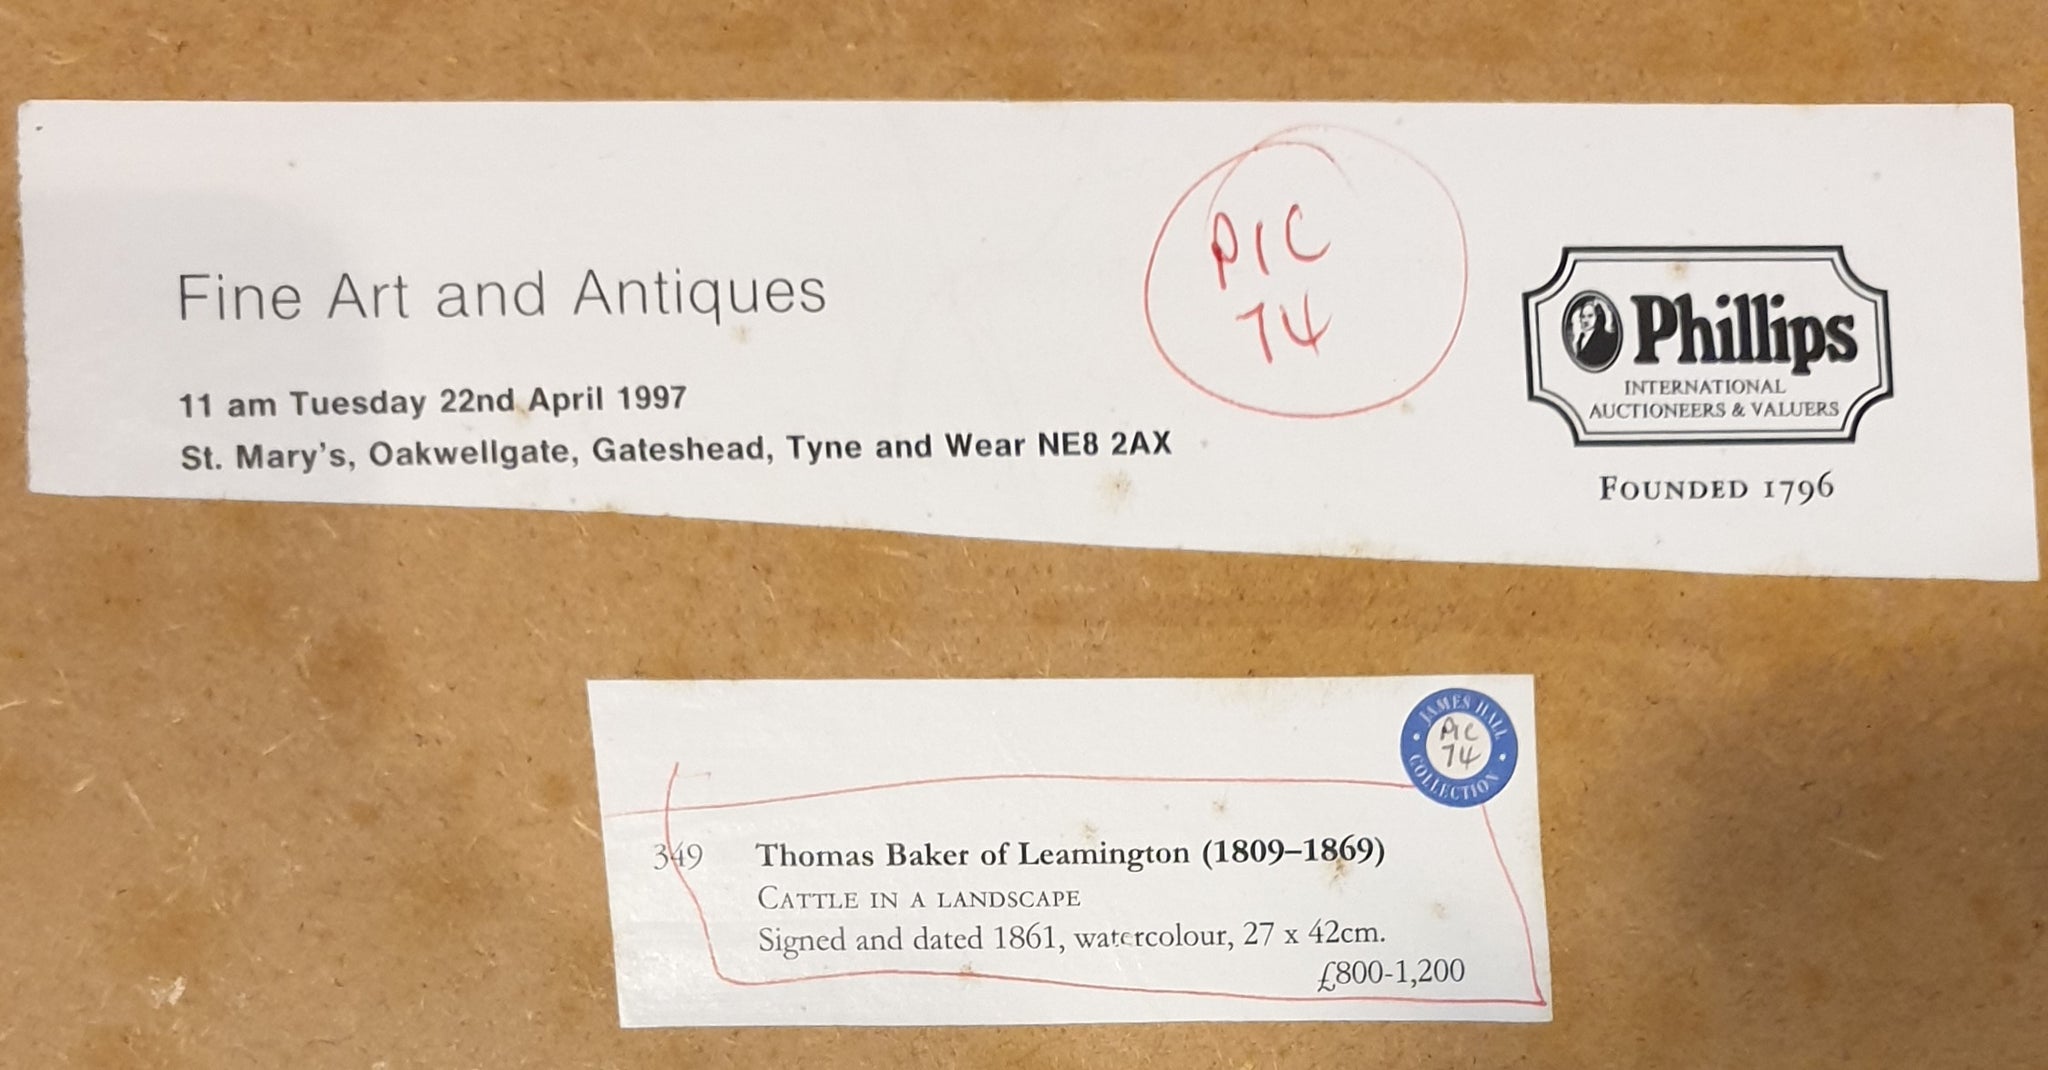 Fine Art and Antiques
11 am Tuesday 22nd April 1997
St. Mary's, Oakwellgate, Gateshead, Tyne and Wear NE8 2AX
PIC
74
Phillips
INTERNATIONAL
AUCTIONEERS & VALUERS
FOUNDED 1796
JAMES HALL
PIC
74
COLLECTION
349 Thomas Baker of Leamington (1809–1869)
CATTLE IN A LANDSCAPE
Signed and dated 1861, watercolour, 27 x 42cm.
£800-1,200